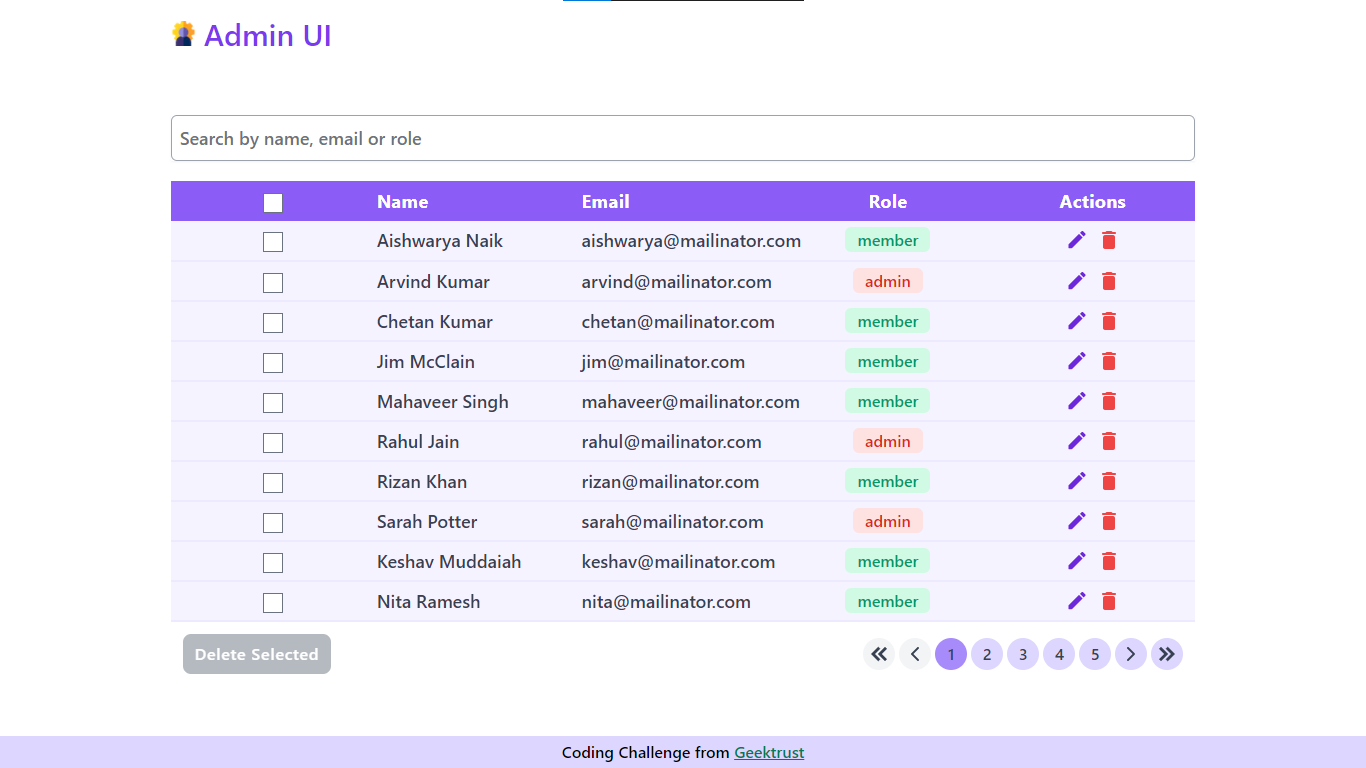 Admin UI
Search by name, email or role
Name Email Role Actions
Aishwarya Naik aishwarya@mailinator.com member
Arvind Kumar arvind@mailinator.com admin
Chetan Kumar chetan@mailinator.com member
Jim McClain jim@mailinator.com member
Mahaveer Singh mahaveer@mailinator.com member
Rahul Jain rahul@mailinator.com admin
Rizan Khan rizan@mailinator.com member
Sarah Potter sarah@mailinator.com admin
Keshav Muddaiah keshav@mailinator.com member
Nita Ramesh nita@mailinator.com member
Delete Selected 1 2 3 4 5
Coding Challenge from Geektrust